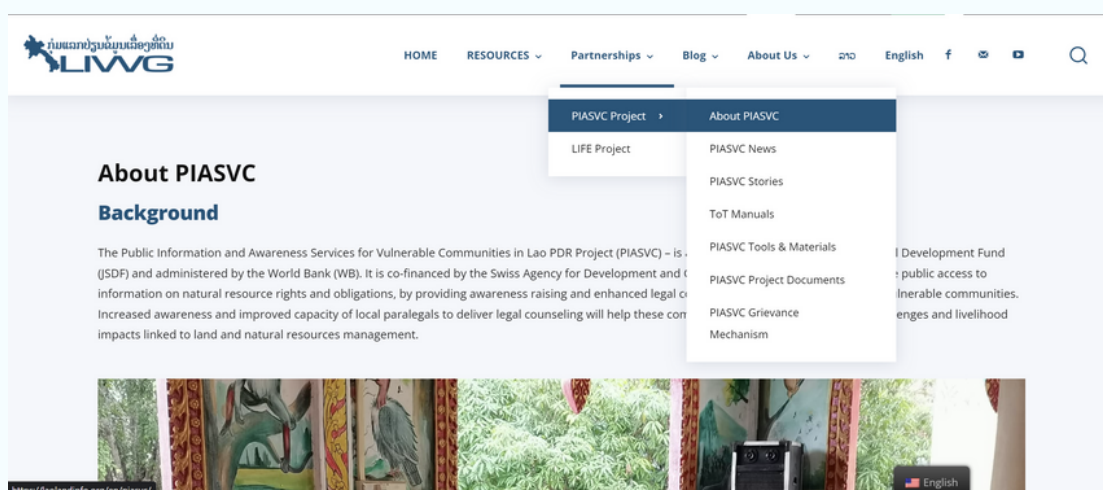 ກຸ່ມແລກປ່ຽນຂໍ້ມູນເລື່ອງທີ່ດິນ
LIWG
HOME RESOURCES Partnerships Blog About Us ລາວ English
PIASVC Project
LIFE Project
About PIASVC
PIASVC News
PIASVC Stories
ToT Manuals
PIASVC Tools & Materials
PIASVC Project Documents
PIASVC Grievance
Mechanism
About PIASVC
Background
The Public Information and Awareness Services for Vulnerable Communities in Lao PDR Project (PIASVC) – is Development Fund
(JSDF) and administered by the World Bank (WB). It is co-financed by the Swiss Agency for Development and public access to
information on natural resource rights and obligations, by providing awareness raising and enhanced legal communities.
Increased awareness and improved capacity of local paralegals to deliver legal counseling will help these and livelihood
impacts linked to land and natural resources management.
English